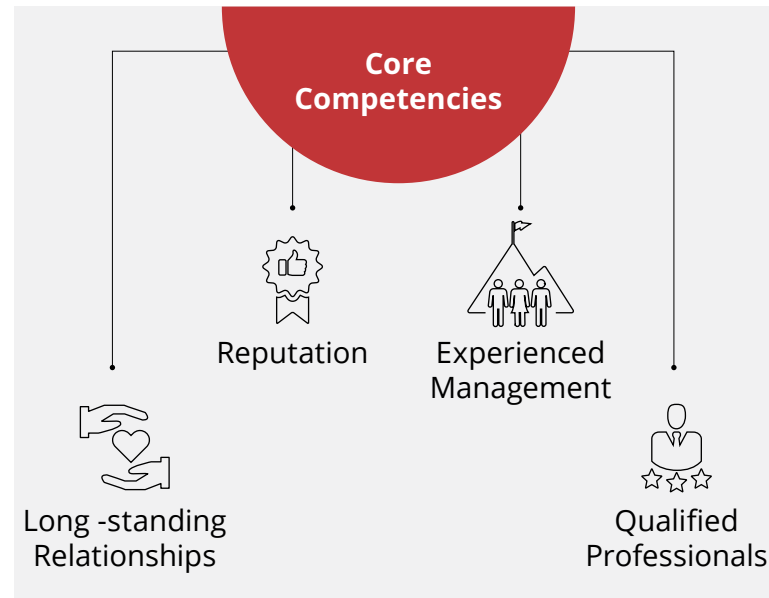 Core
Competencies
Reputation
Experienced
Management
Long -standing
Relationships
Qualified
Professionals